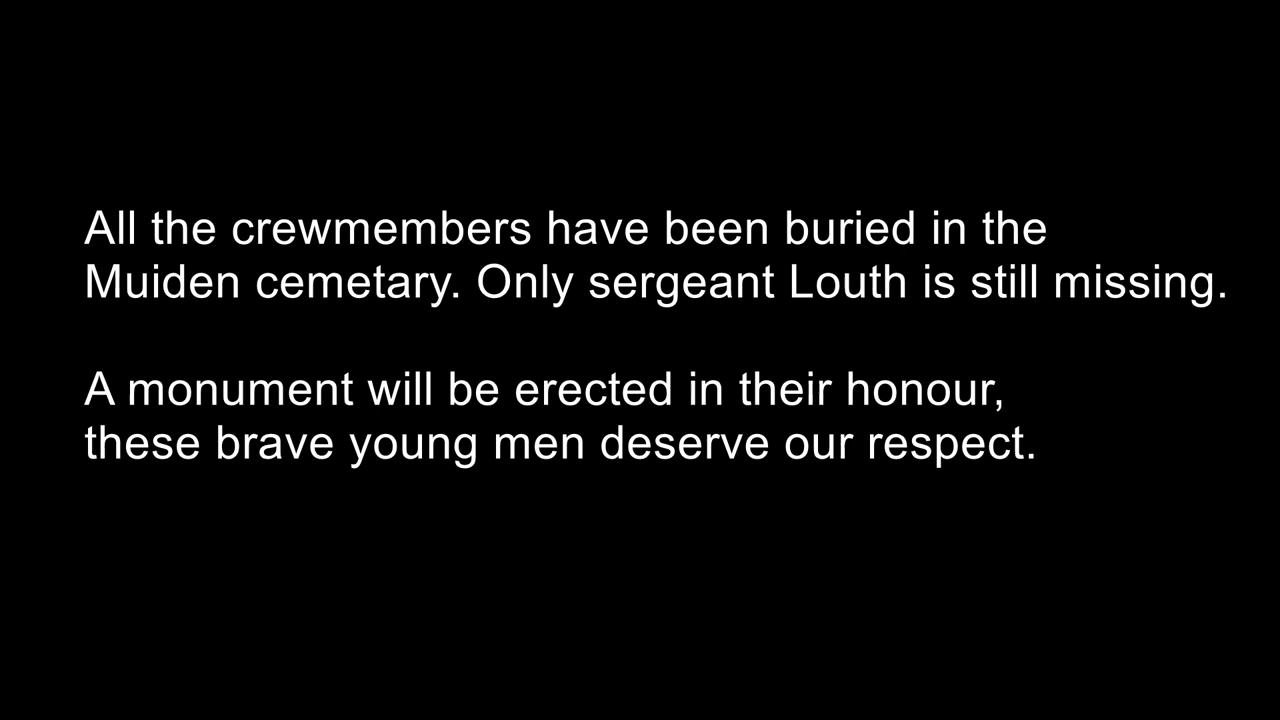 All the crewmembers have been buried in the
Muiden cemetary. Only sergeant Louth is still missing.
A monument will be erected in their honour,
these brave young men deserve our respect.